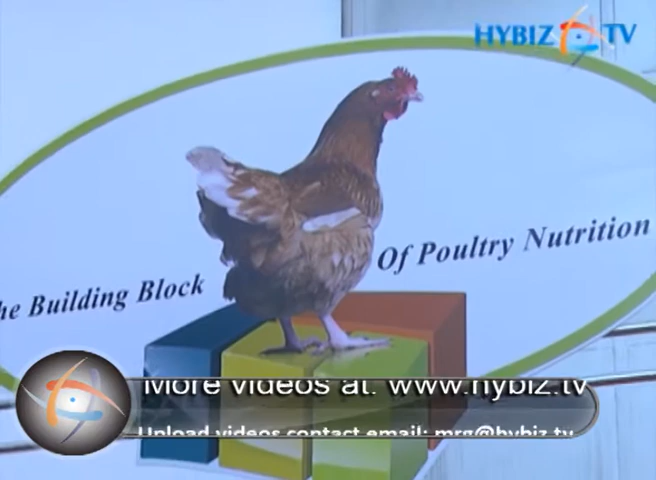 HYBIZ TV
he Building Block Of Poultry Nutrition
More videos at: www.hybiz.tv
Upload videos contact email: mrg@hybiz.tv